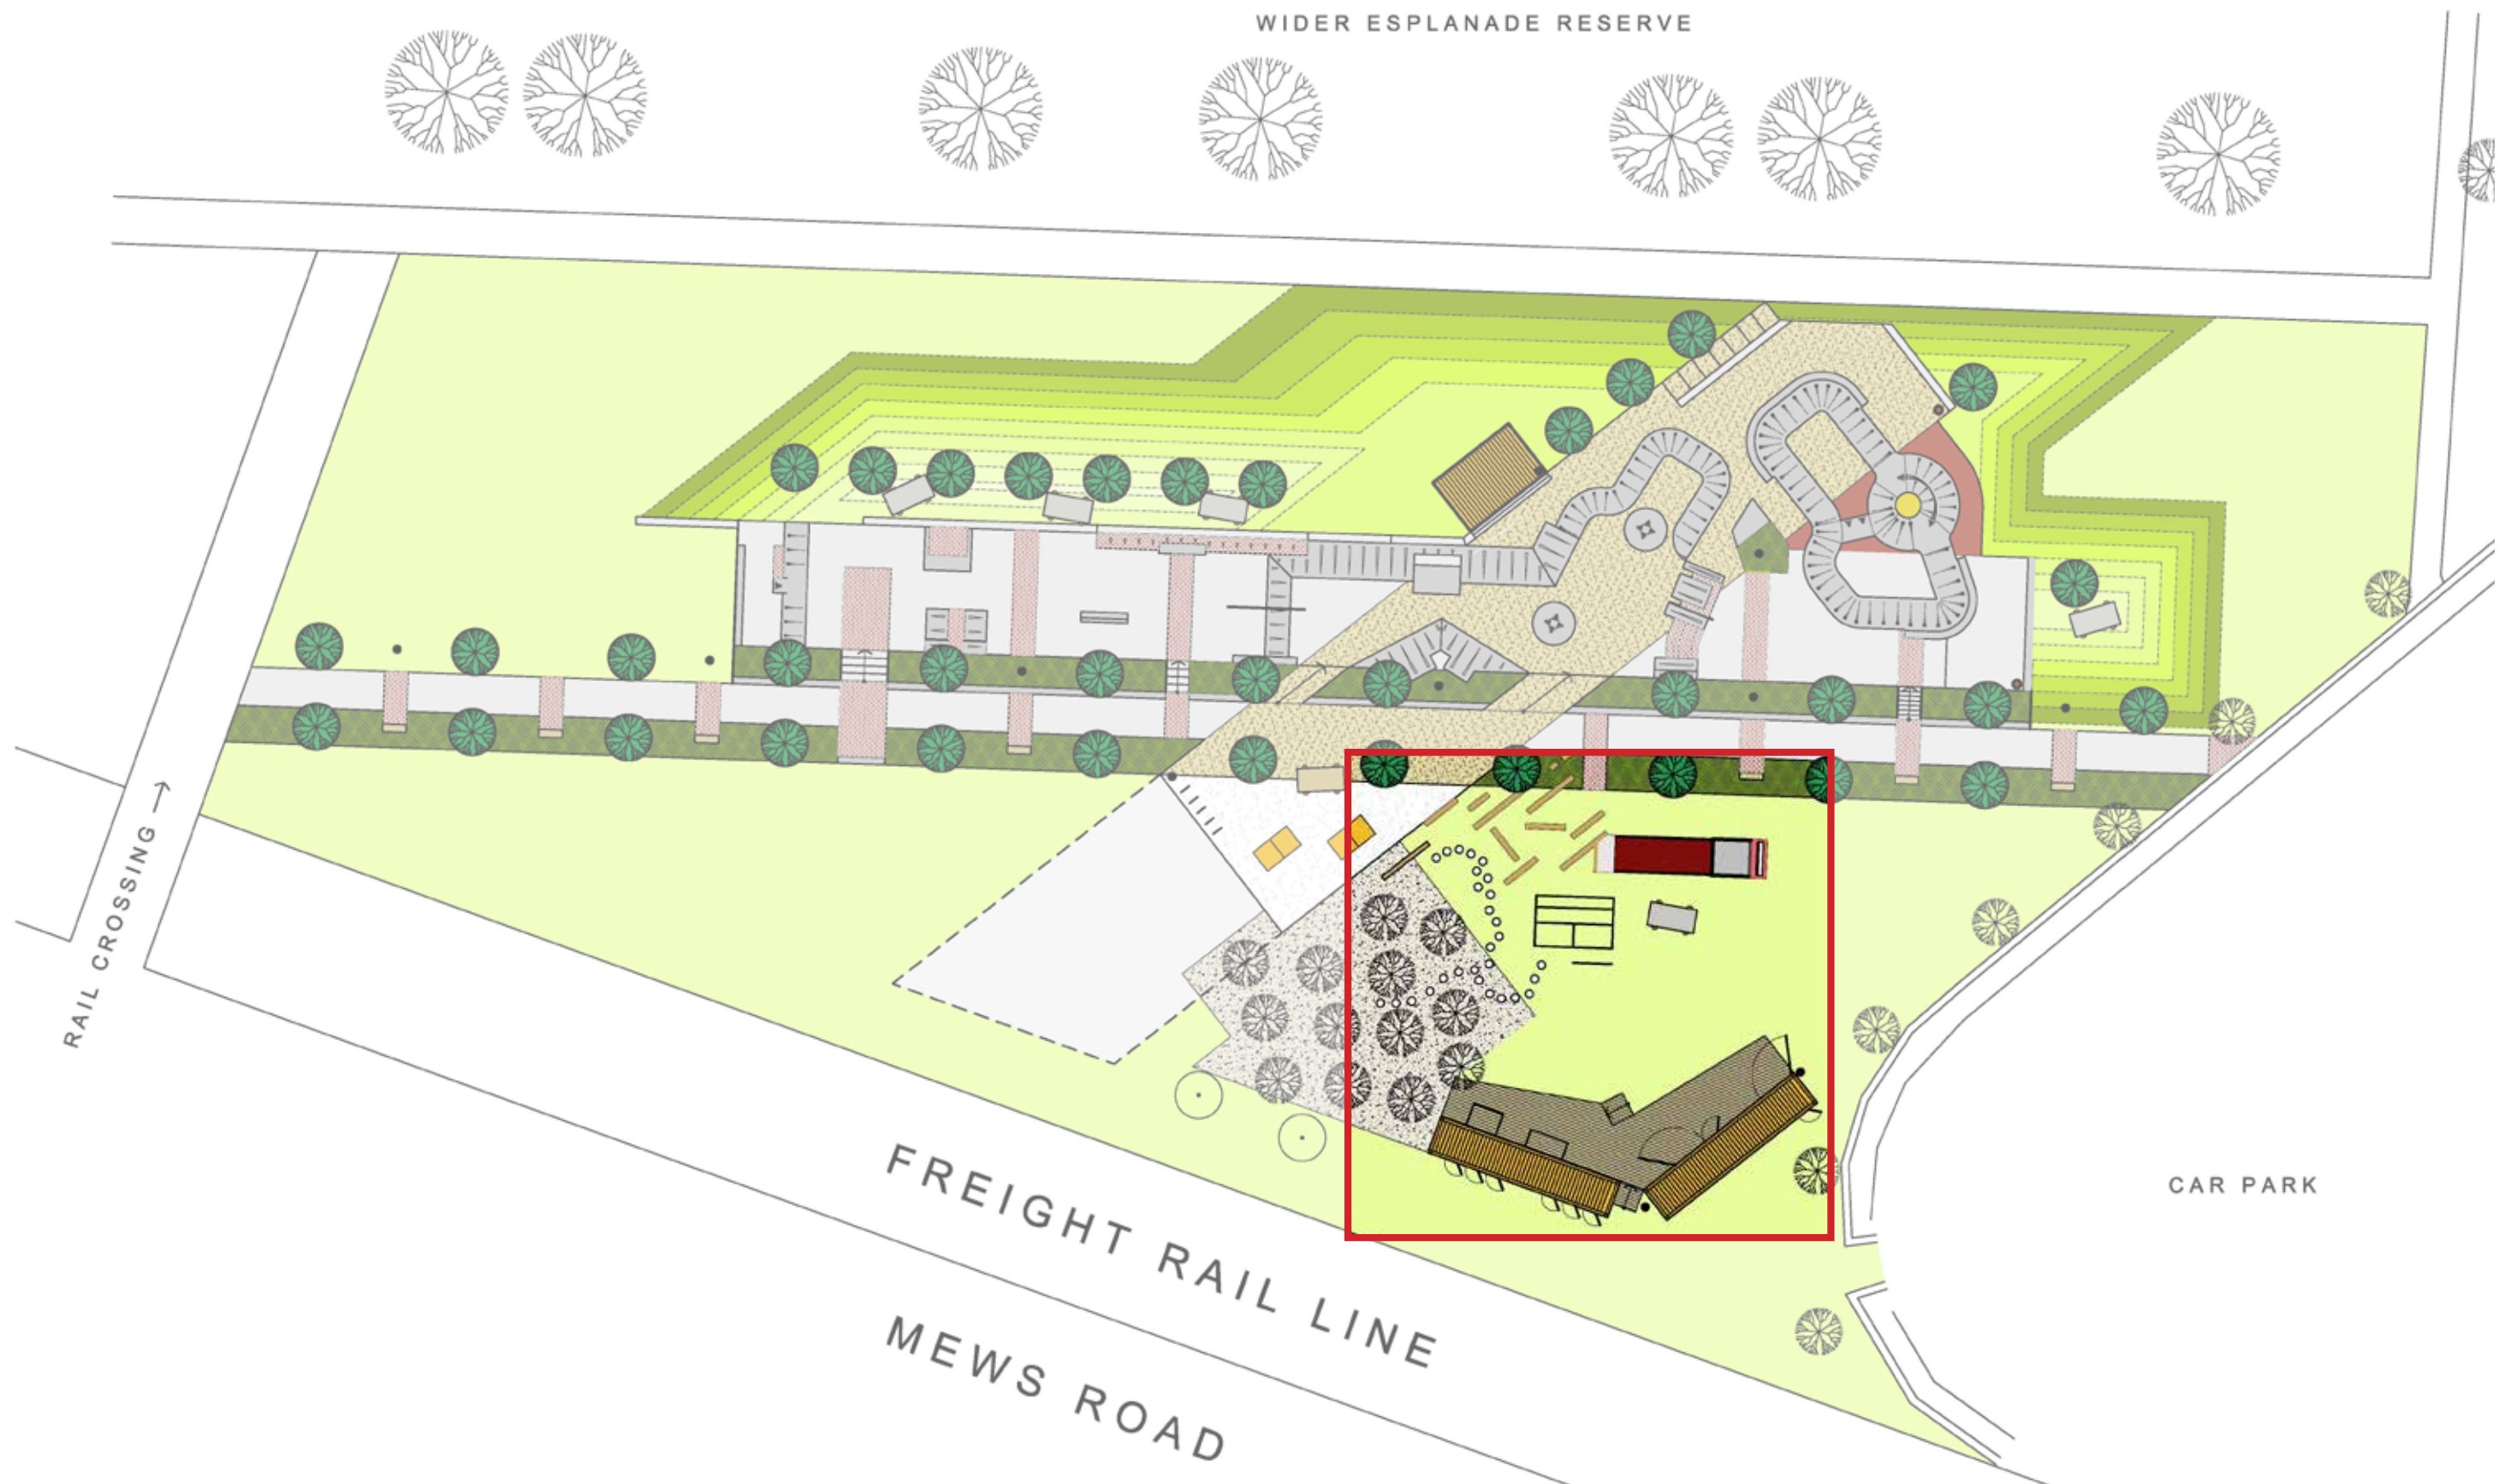 WIDER ESPLANADE RESERVE
RAIL CROSSING →
FREIGHT RAIL LINE
MEWS ROAD
CAR PARK